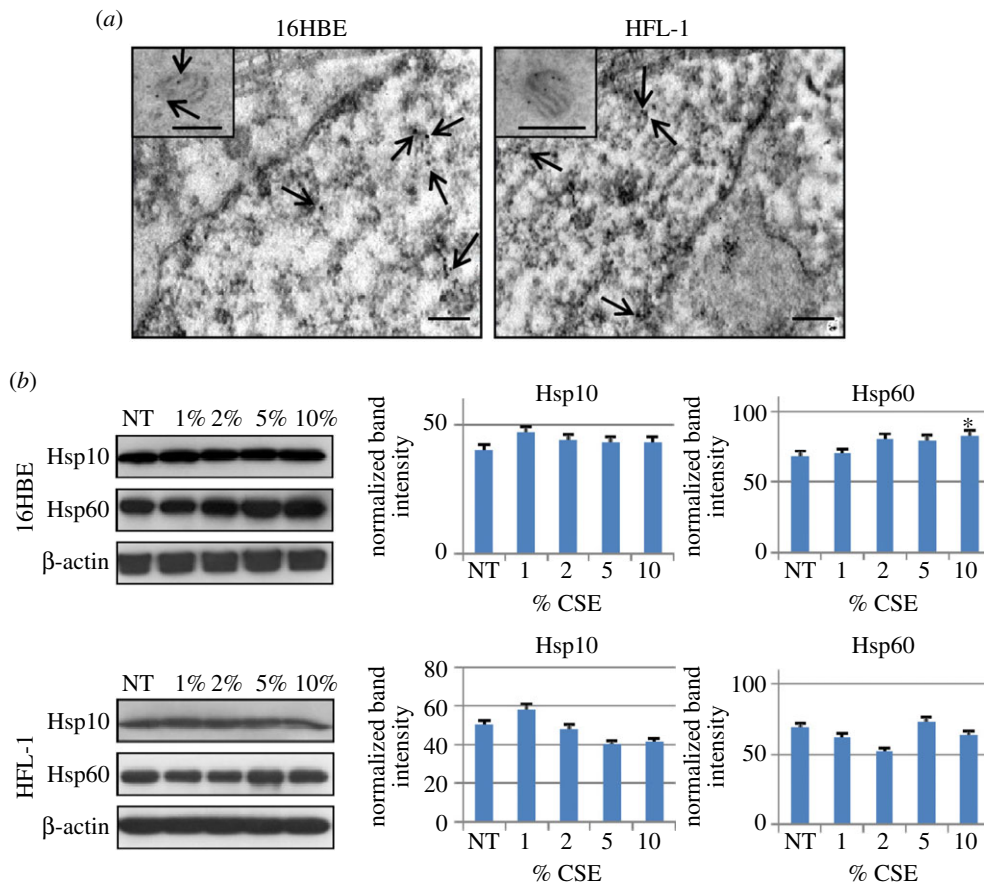 (a)
16HBE
HFL-1
(b)
NT 1% 2% 5% 10%
16HBE
Hsp10
Hsp60
β-actin
Hsp10
normalized band
intensity
50
0
NT 1 2 5 10
% CSE
Hsp60
normalized band
intensity
100
50
0
*
NT 1 2 5 10
% CSE
NT 1% 2% 5% 10%
HFL-1
Hsp10
Hsp60
β-actin
Hsp10
normalized band
intensity
80
60
40
20
0
NT 1 2 5 10
% CSE
Hsp60
normalized band
intensity
100
50
0
NT 1 2 5 10
% CSE